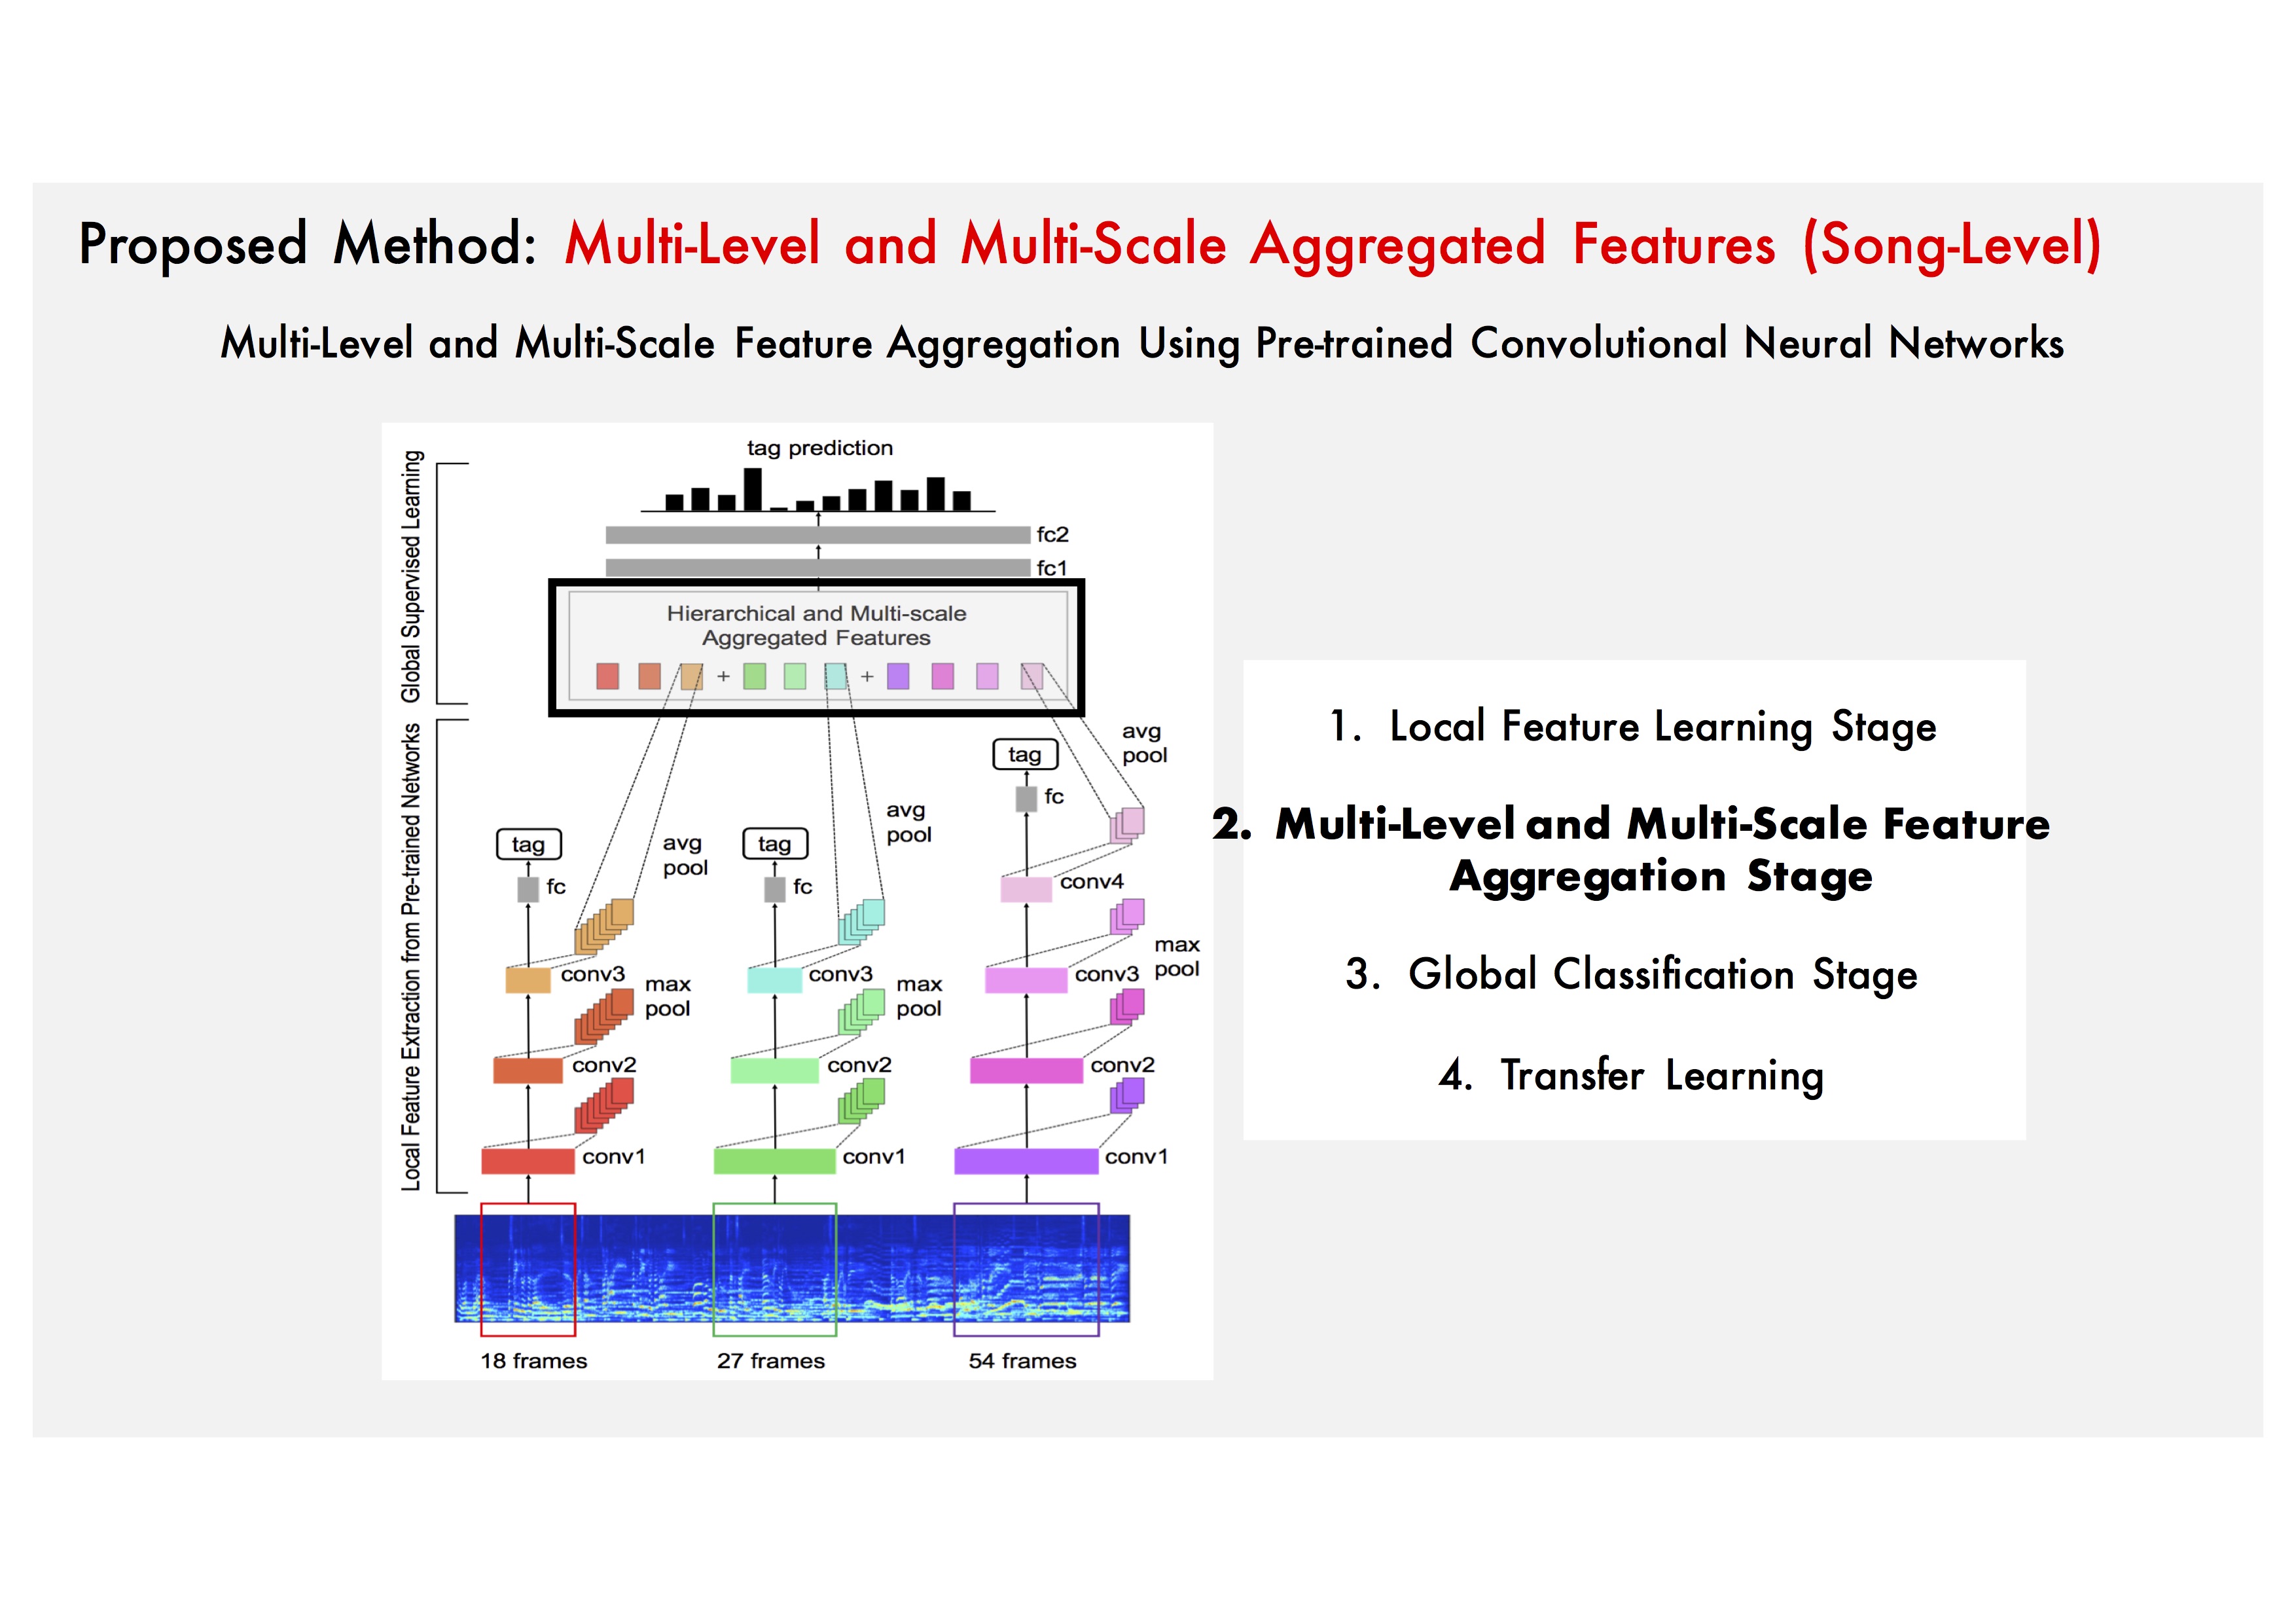 Proposed Method: Multi-Level and Multi-Scale Aggregated Features (Song-Level)
Multi-Level and Multi-Scale Feature Aggregation Using Pre-trained Convolutional Neural Networks
Global Supervised Learning
Local Feature Extraction from Pre-trained Networks
tag prediction
fc2
fc1
Hierarchical and Multi-scale
Aggregated Features
+ +
avg
pool
tag
fc
avg
pool
avg
pool
tag
fc
tag
fc
conv4
conv3
max
pool
conv3
max
pool
conv3
max
pool
conv2
conv2
conv2
conv1
conv1
conv1
18 frames
27 frames
54 frames
1. Local Feature Learning Stage
2. Multi-Level and Multi-Scale Feature
Aggregation Stage
3. Global Classification Stage
4. Transfer Learning